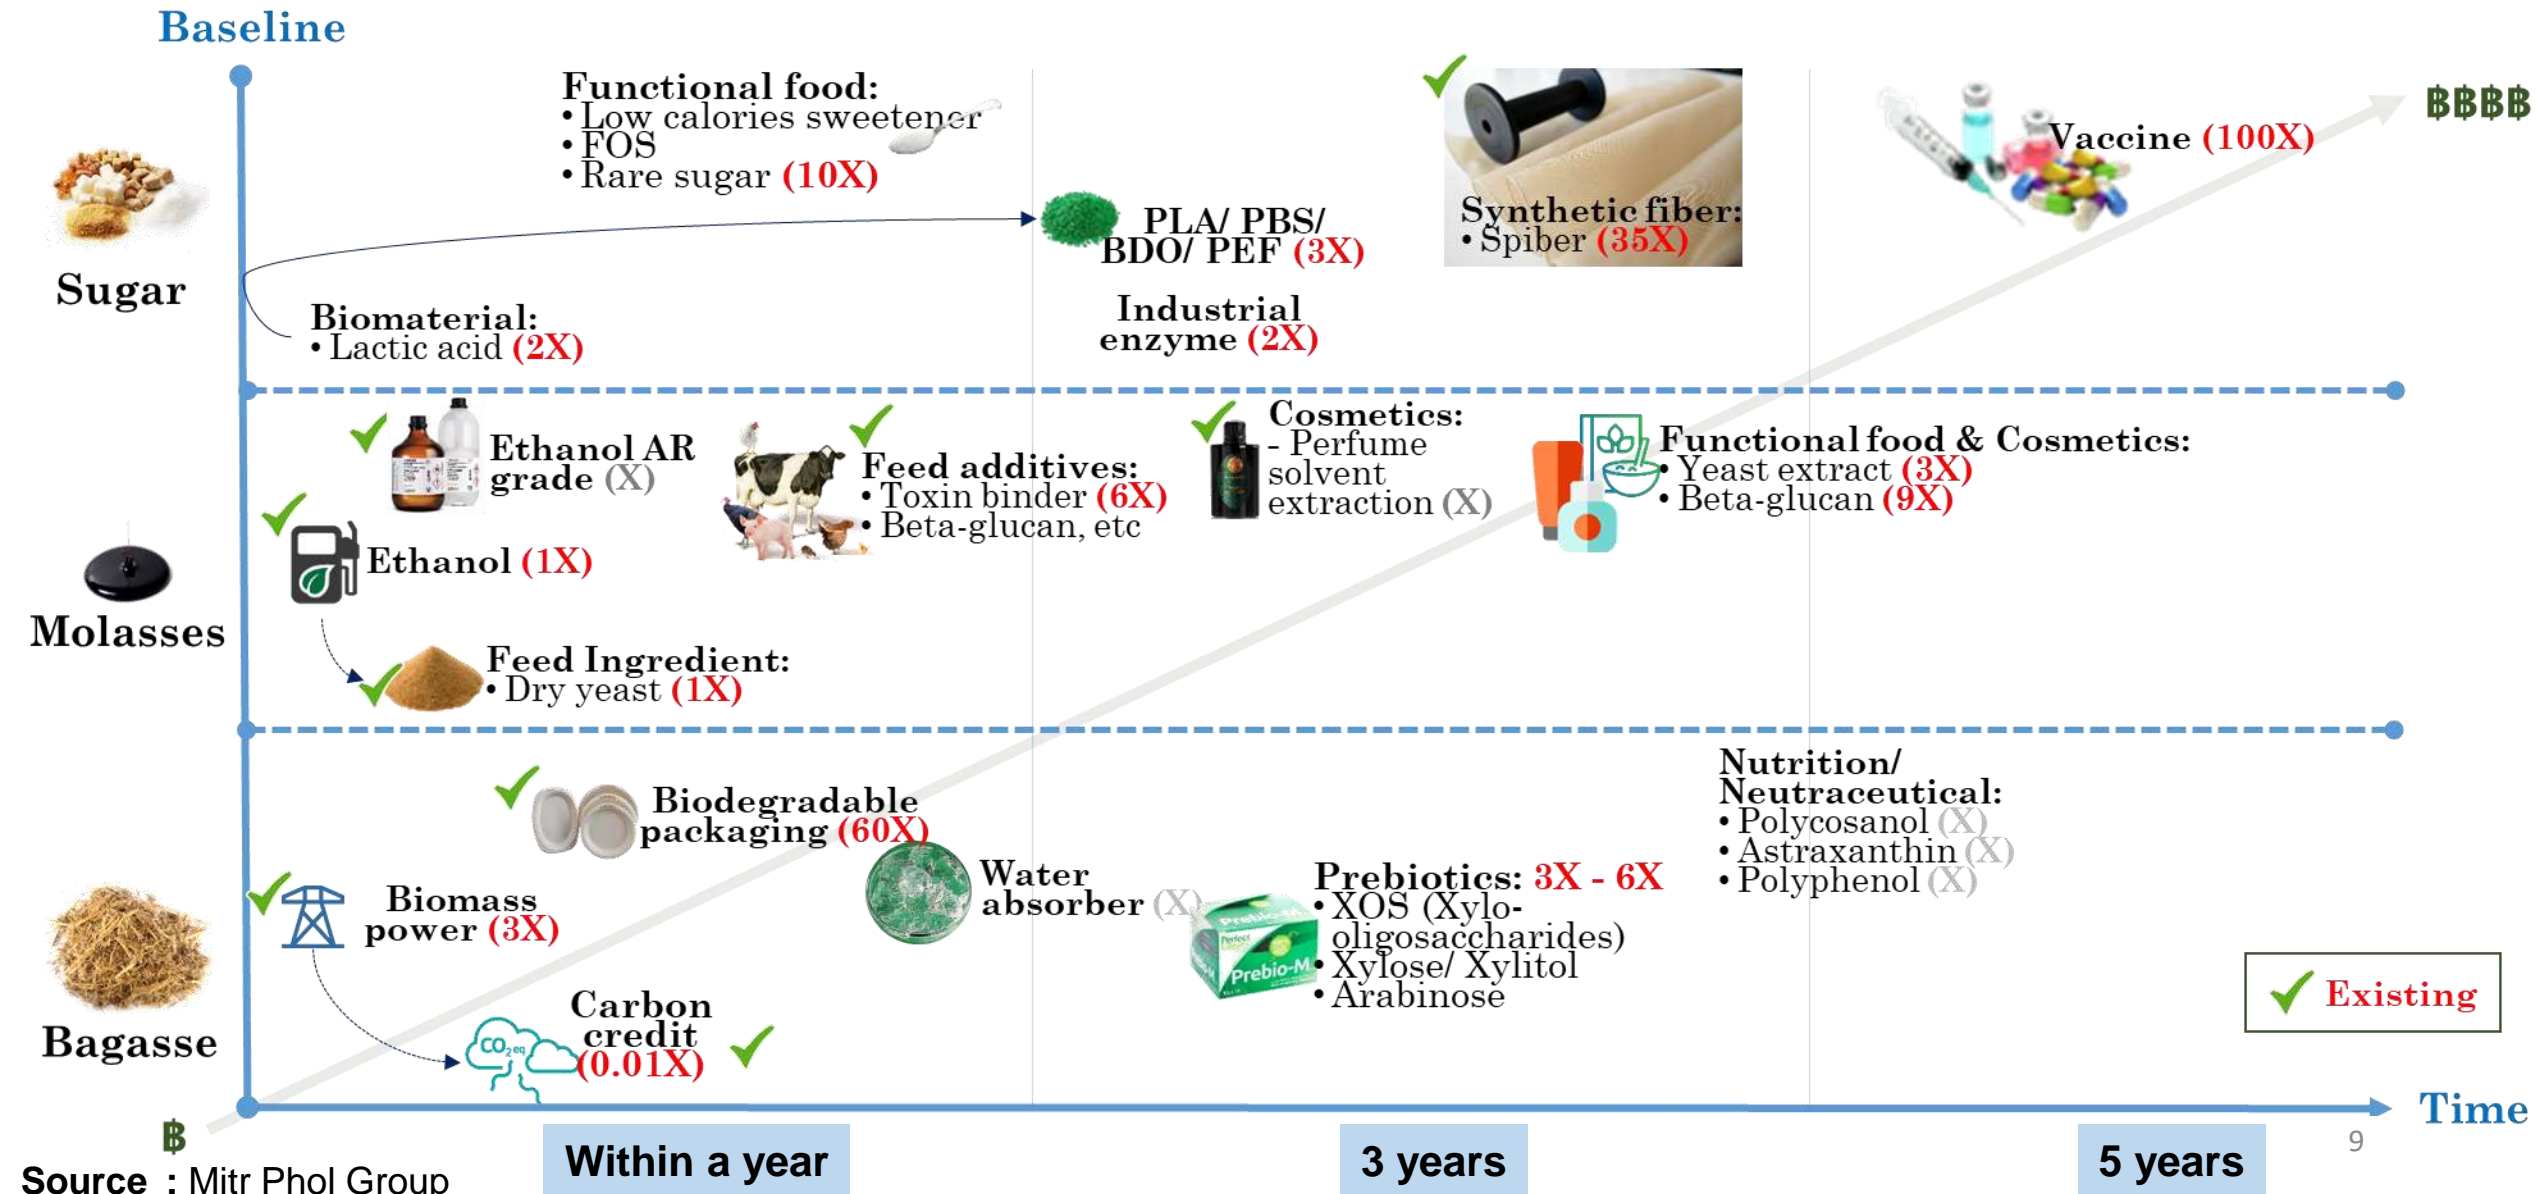 Baseline
Functional food:
• Low calories sweetener
• FOS
• Rare sugar (10X)
฿฿฿฿
Vaccine (100X)
PLA/ PBS/
BDO/ PEF (3X)
Synthetic fiber:
• Spiber (35X)
Sugar
Industrial
enzyme (2X)
Biomaterial:
• Lactic acid (2X)
Ethanol AR
grade (X)
Feed additives:
• Toxin binder (6X)
• Beta-glucan, etc
Cosmetics:
- Perfume
solvent
extraction (X)
Functional food & Cosmetics:
• Yeast extract (3X)
• Beta-glucan (9X)
Ethanol (1X)
Molasses
Feed Ingredient:
• Dry yeast (1X)
Nutrition/
Neutraceutical:
• Polycosanol (X)
• Astraxanthin (X)
• Polyphenol (X)
Biodegradable
packaging (60X)
Water
absorber (X)
Prebiotics: 3X - 6X
• XOS (Xylo-
oligosaccharides)
• Xylose/ Xylitol
• Arabinose
Prebio-M
Biomass
power (3X)
Bagasse
Carbon
credit
(0.01X)
CO2eq
Existing
Time
฿
Within a year
3 years
5 years
9
Source : Mitr Phol Group